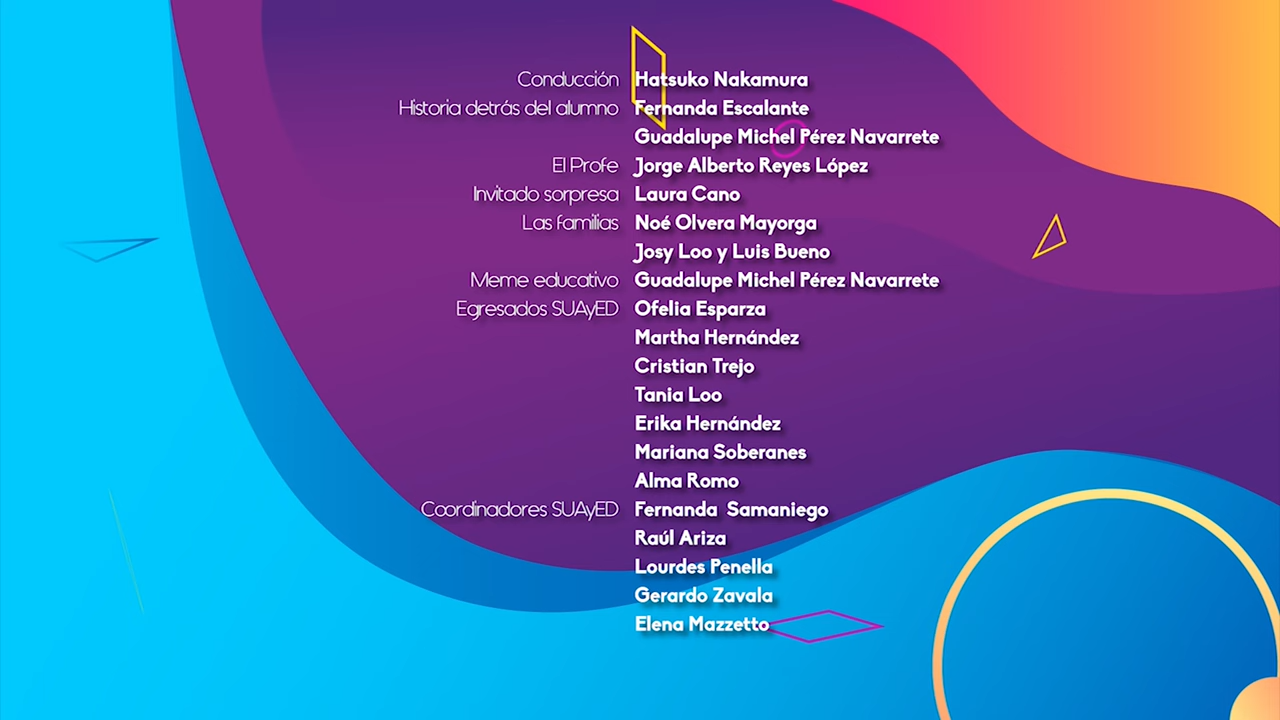 Conducción Hatsuko Nakamura
Historia detrás del alumno Fernanda Escalante
Guadalupe Michel Pérez Navarrete
El Profe Jorge Alberto Reyes López
Invitado sorpresa Laura Cano
Las familias Noé Olvera Mayorga
Josy Loo y Luis Bueno
Meme educativo Guadalupe Michel Pérez Navarrete
Egresados SUAyED Ofelia Esparza
Martha Hernández
Cristian Trejo
Tania Loo
Erika Hernández
Mariana Soberanes
Alma Romo
Coordinadores SUAyED Fernanda Samaniego
Raúl Ariza
Lourdes Penella
Gerardo Zavala
Elena Mazzetto